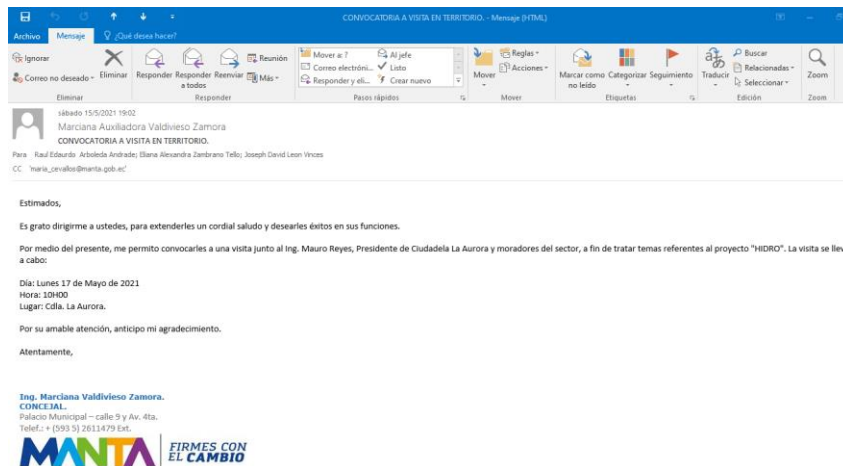 CONVOCATORIA A VISITA EN TERRITORIO. - Mensaje (HTML)
Archivo Mensaje ¿Qué desea hacer?
Ignorar
Correo no deseado
Eliminar
Responder
Responder a todos
Reenviar
Reunión
Más
Mover a: ?
Correo electróni...
Responder y eli...
Al jefe
Listo
Crear nuevo
Mover
Reglas
Acciones
Marcar como no leído
Categorizar
Seguimiento
Traducir
Buscar
Relacionadas
Seleccionar
Zoom
Eliminar Responder Pasos rápidos Mover Etiquetas Edición Zoom
sábado 15/5/2021 19:02
Marciana Auxiliadora Valdivieso Zamora
CONVOCATORIA A VISITA EN TERRITORIO.
Para Raul Edaurdo Arboleda Andrade; Eliana Alexandra Zambrano Tello; Joseph David Leon Vinces
CC 'maria_cevallos@manta.gob.ec'
Estimados,
Es grato dirigirme a ustedes, para extenderles un cordial saludo y desearles éxitos en sus funciones.
Por medio del presente, me permito convocarles a una visita junto al Ing. Mauro Reyes, Presidente de Ciudadela La Aurora y moradores del sector, a fin de tratar temas referentes al proyecto "HIDRO". La visita se llev
a cabo:
Día: Lunes 17 de Mayo de 2021
Hora: 10H00
Lugar: Cdla. La Aurora.
Por su amable atención, anticipo mi agradecimiento.
Atentamente,
Ing. Marciana Valdivieso Zamora.
CONCEJAL.
Palacio Municipal – calle 9 y Av. 4ta.
Telef.: + (593 5) 2611479 Ext.
MANTA
FIRMES CON
EL CAMBIO